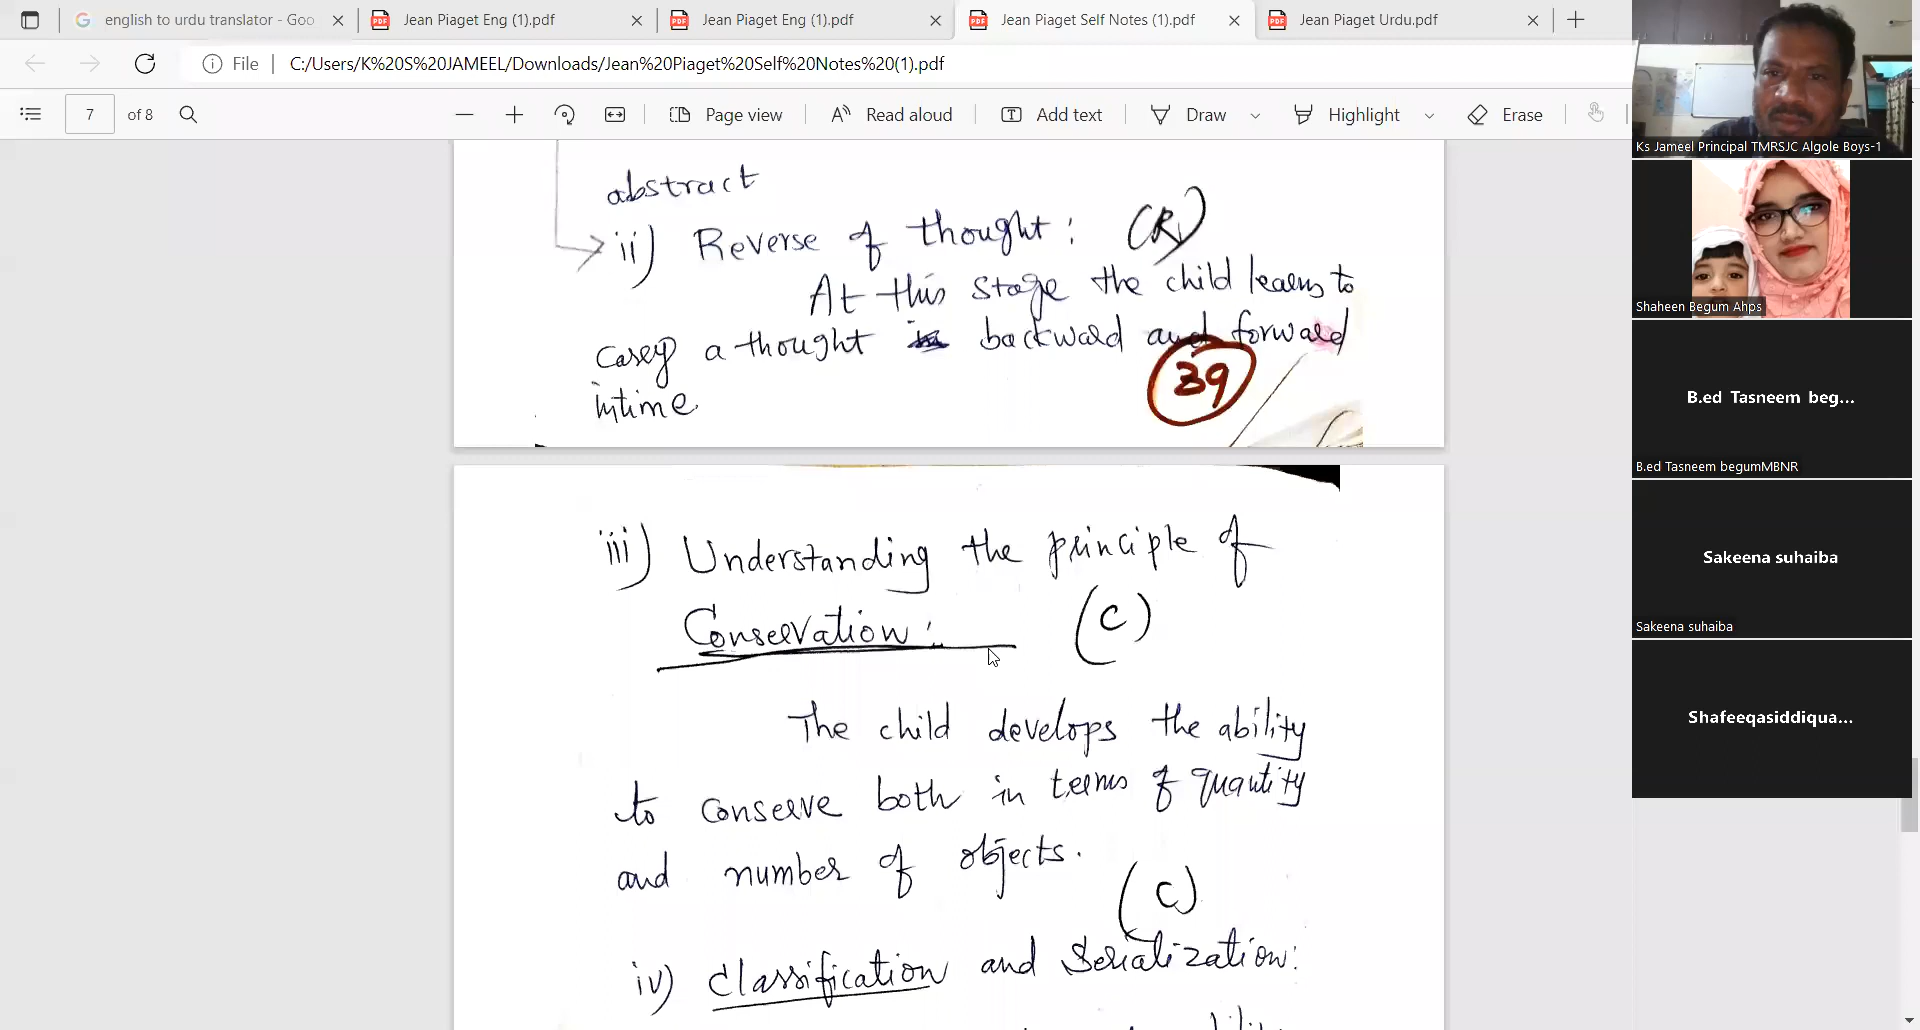 english to urdu translator - Goo
Jean Piaget Eng (1).pdf
Jean Piaget Eng (1).pdf
Jean Piaget Self Notes (1).pdf
Jean Piaget Urdu.pdf
File
C:/Users/K%20S%20JAMEEL/Downloads/Jean%20Piaget%20Self%20Notes%20(1).pdf
7 of 8
Page view
Read aloud
Add text
Draw
Highlight
Erase
abstract
ii) Reverse of thought : (R)
At this stage the child learns to
carry a thought backward and forward
intime
39
iii) Understanding the principle of
Conservation : (C)
The child develops the ability
to conserve both in terms of quantity
and number of objects.
(C)
iv) Classification and Serialization:
Ks Jameel Principal TMRSJC Algole Boys-1
Shaheen Begum Ahps
B.ed Tasneem beg...
B.ed Tasneem begumMBNR
Sakeena suhaiba
Sakeena suhaiba
Shafeeqasiddiqua...